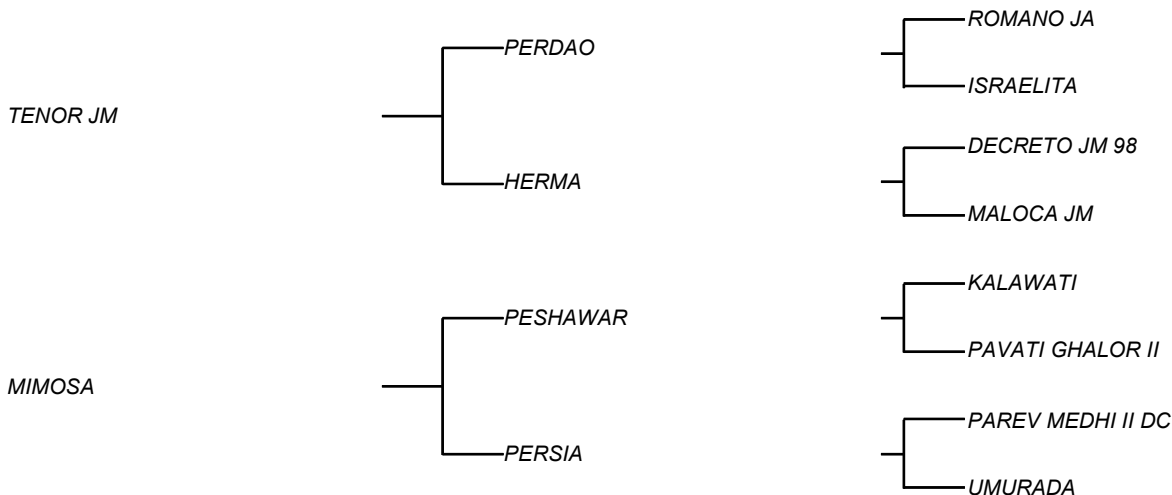 ROMANO JA
PERDAO
ISRAELITA
TENOR JM
DECRETO JM 98
HERMA
MALOCA JM
KALAWATI
PESHAWAR
PAVATI GHALOR II
MIMOSA
PAREV MEDHI II DC
PERSIA
UMURADA